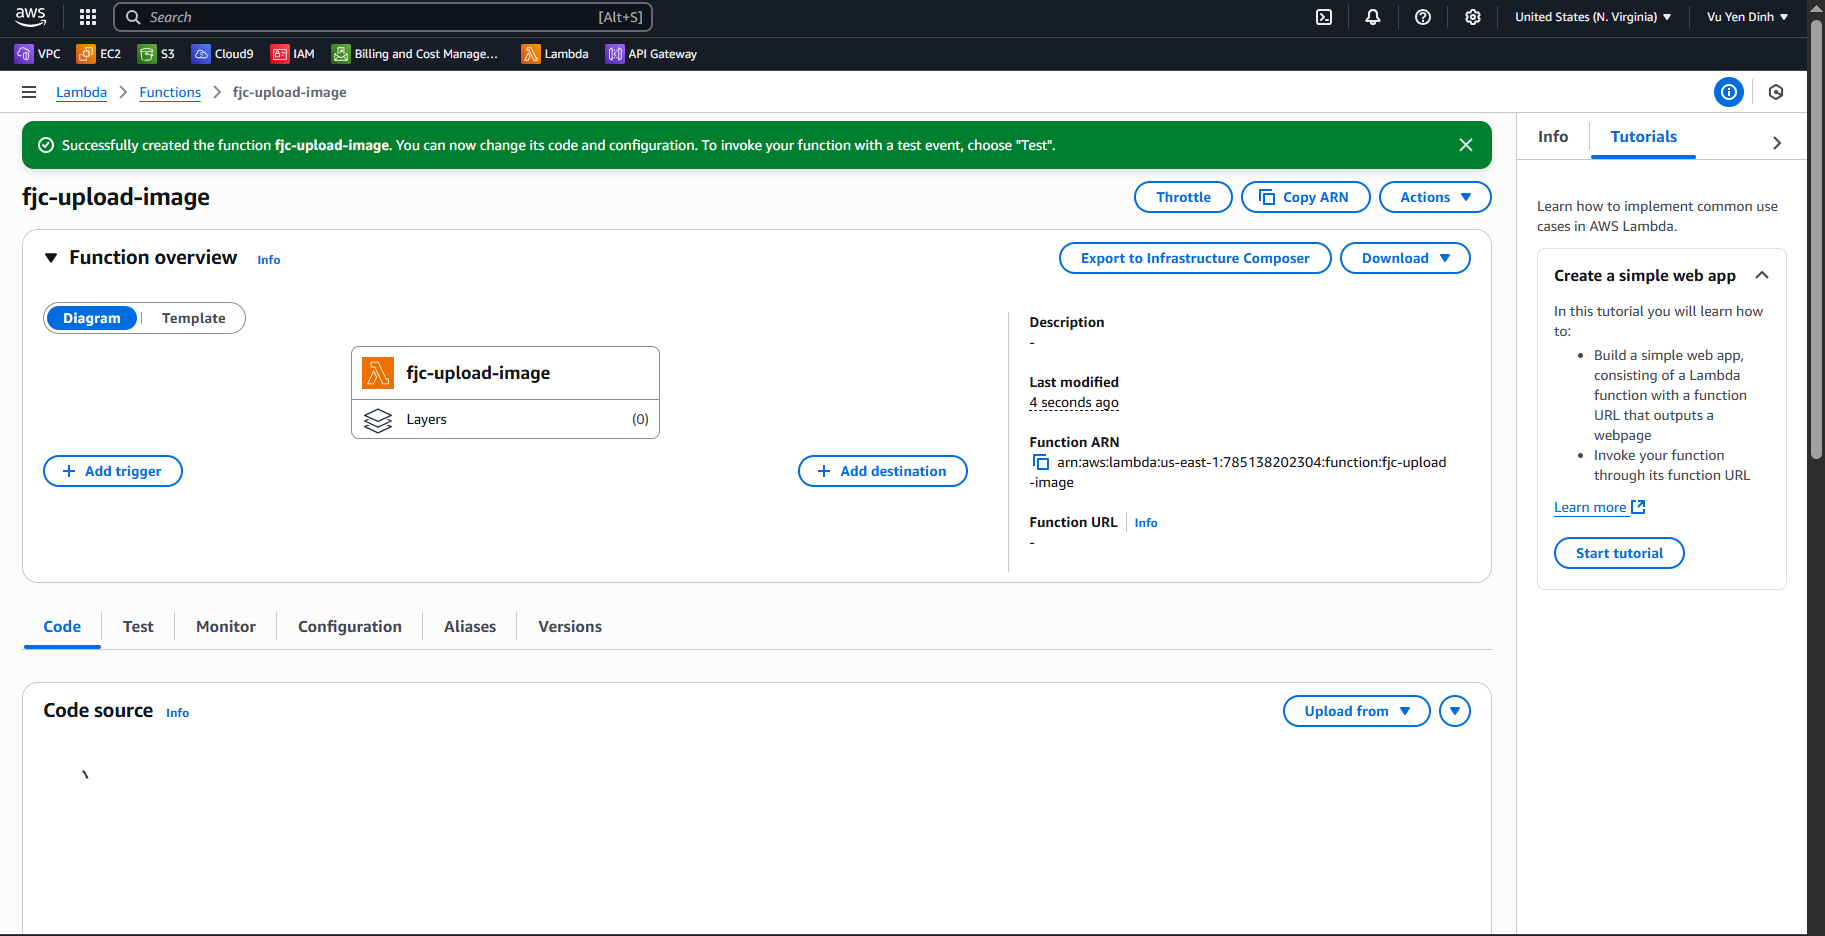 aws
Search
[Alt+S]
United States (N. Virginia)
Vu Yen Dinh
VPC
EC2
S3
Cloud9
IAM
Billing and Cost Manage...
Lambda
API Gateway
Lambda
Functions
fjc-upload-image
Successfully created the function fjc-upload-image. You can now change its code and configuration. To invoke your function with a test event, choose "Test".
fjc-upload-image
Throttle
Copy ARN
Actions
Function overview
Info
Export to Infrastructure Composer
Download
Diagram
Template
fjc-upload-image
Layers
(0)
Add trigger
Add destination
Description
-
Last modified
4 seconds ago
Function ARN
arn:aws:lambda:us-east-1:785138202304:function:fjc-upload
-image
Function URL
Info
-
Code
Test
Monitor
Configuration
Aliases
Versions
Code source
Info
Upload from
Info
Tutorials
Learn how to implement common use
cases in AWS Lambda.
Create a simple web app
In this tutorial you will learn how
to:
• Build a simple web app,
consisting of a Lambda
function with a function
URL that outputs a
webpage
• Invoke your function
through its function URL
Learn more
Start tutorial